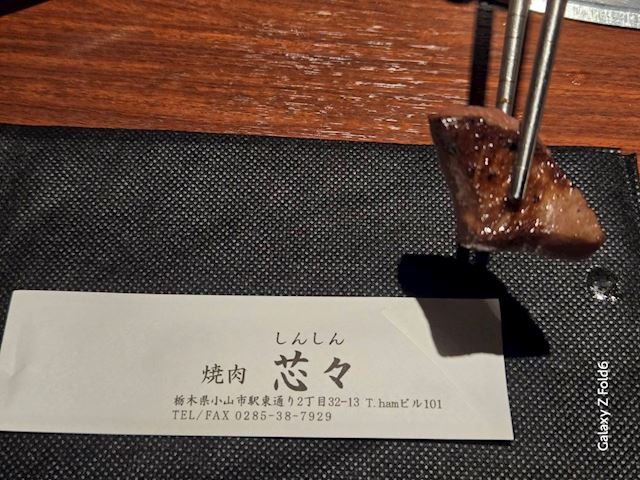 しんしん
焼肉 芯々
栃木県小山市駅東通り2丁目32-13 T.hamビル101
TEL/FAX 0285-38-7929
Galaxy Z Fold6